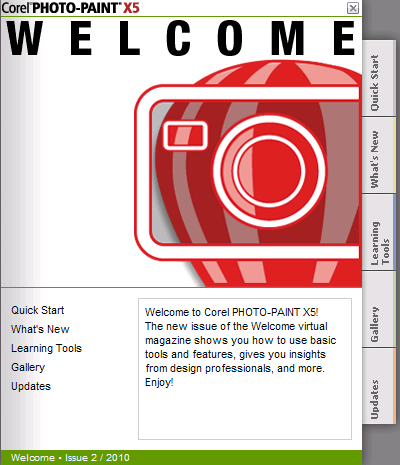 Corel® PHOTO-PAINT® X5
WELCOME
Quick Start
What's New
Learning Tools
Gallery
Updates
Welcome to Corel PHOTO-PAINT X5!
The new issue of the Welcome virtual
magazine shows you how to use basic
tools and features, gives you insights
from design professionals, and more.
Enjoy!
Quick Start
What's New
Learning
Tools
Gallery
Updates
Welcome • Issue 2 / 2010